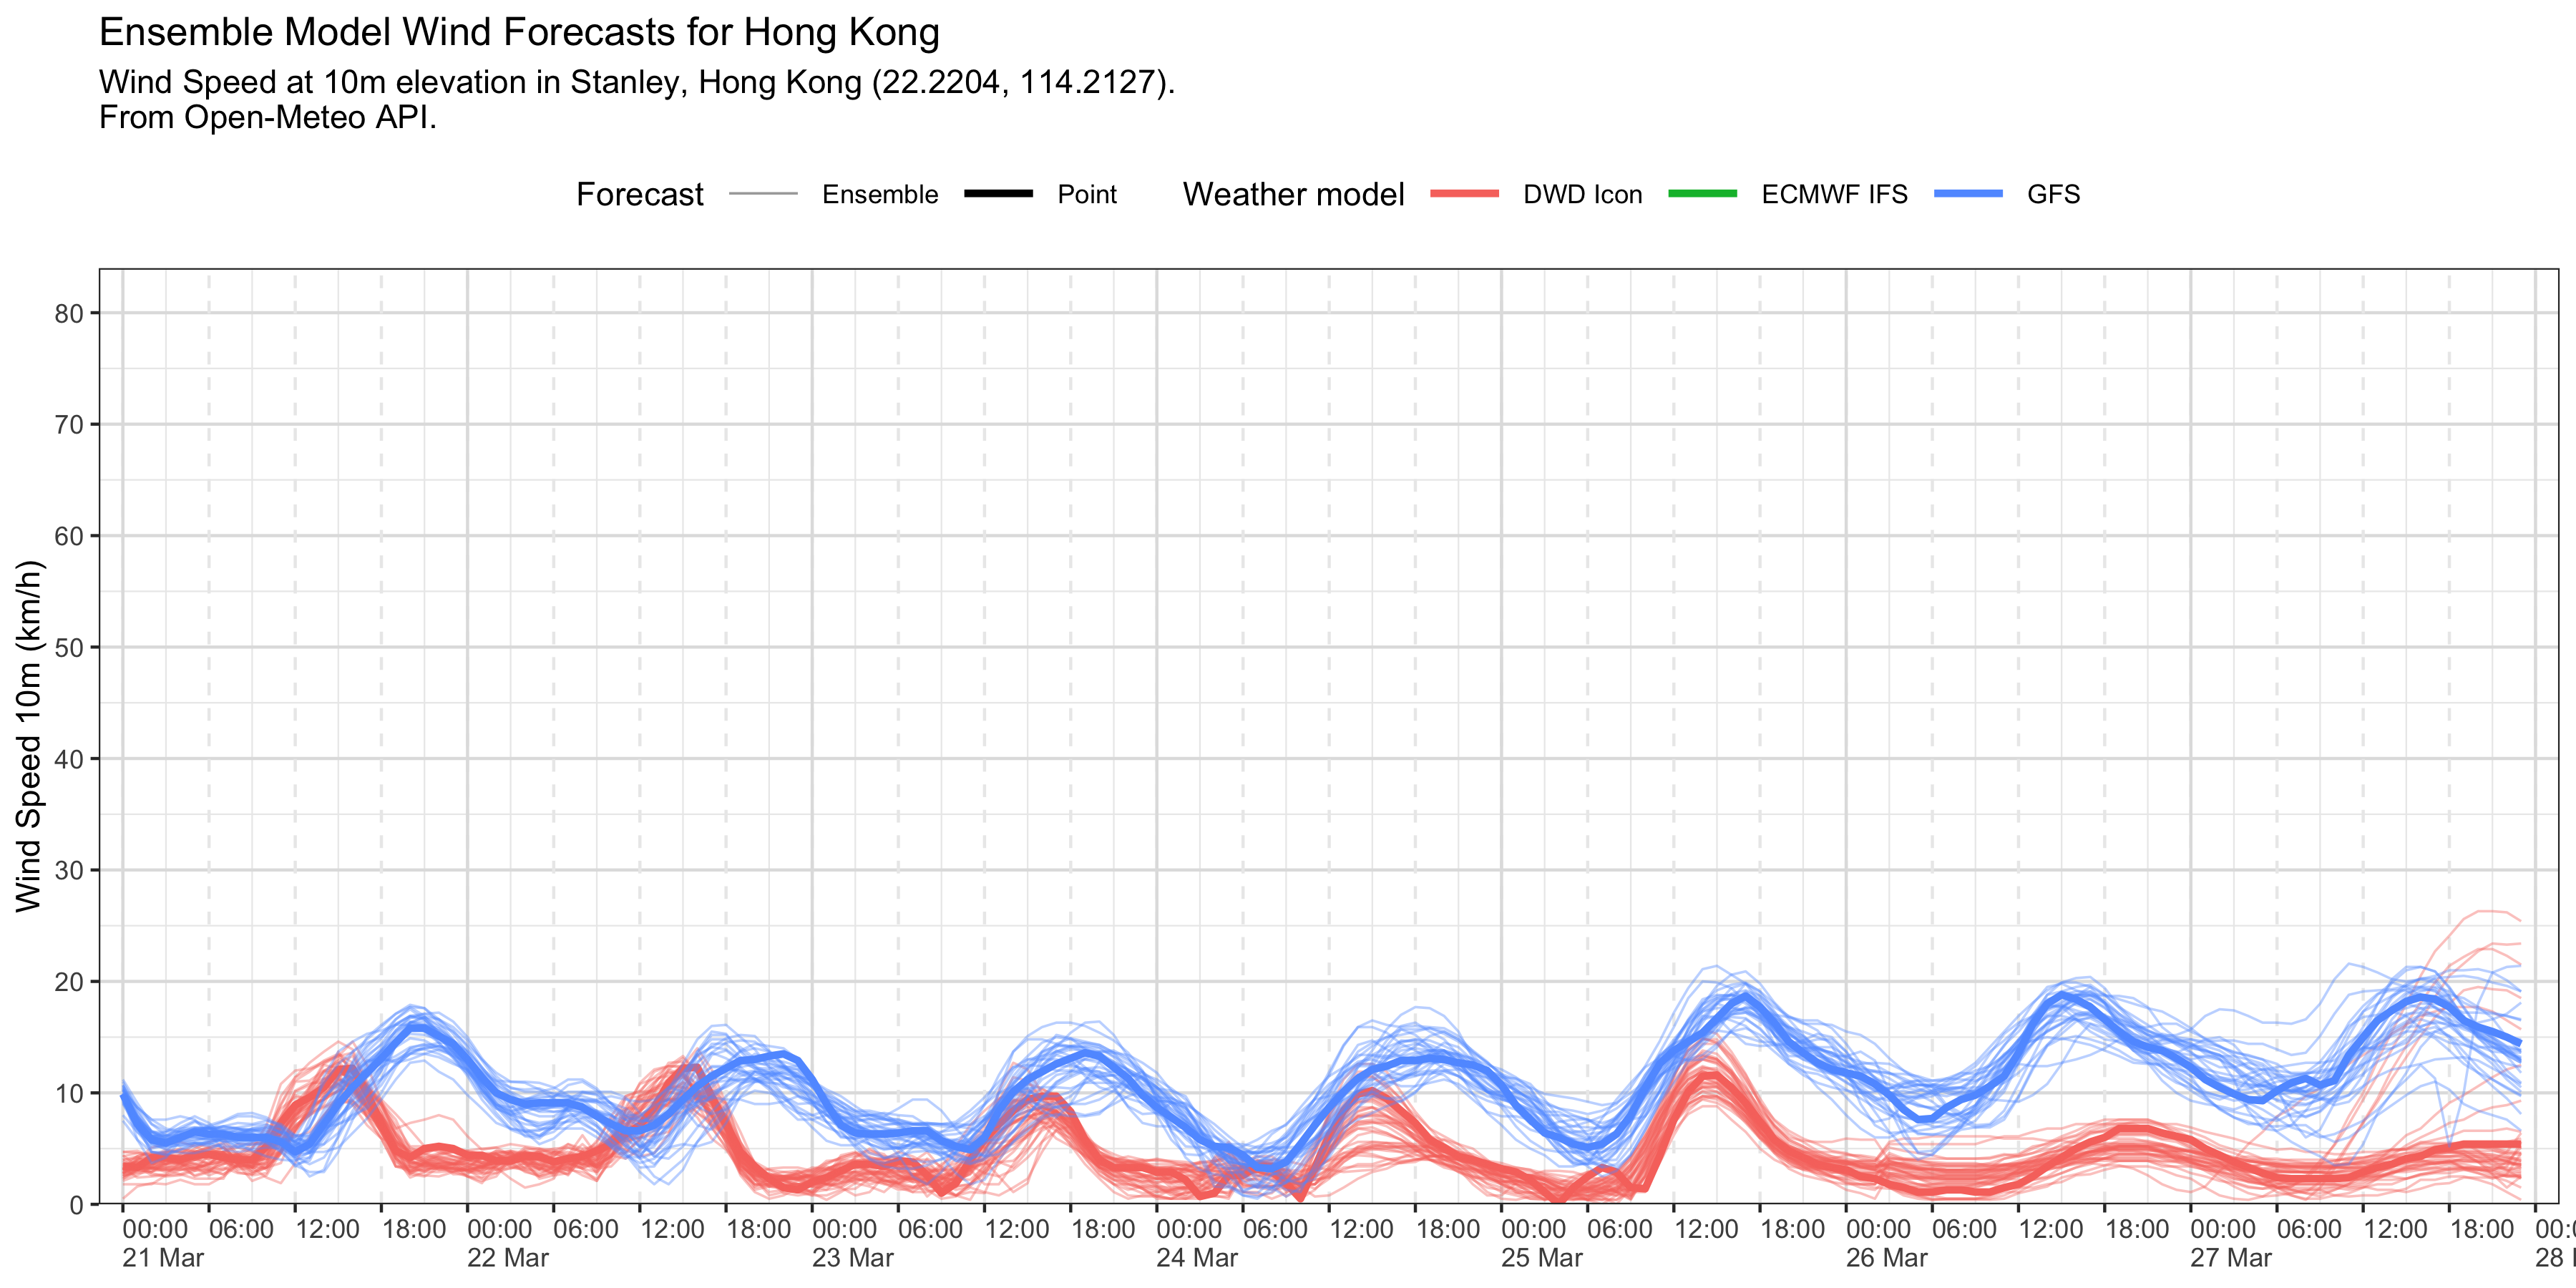 Ensemble Model Wind Forecasts for Hong Kong
Wind Speed at 10m elevation in Stanley, Hong Kong (22.2204, 114.2127).
From Open-Meteo API.
Forecast Ensemble Point Weather model DWD Icon ECMWF IFS GFS
Wind Speed 10m (km/h)
80
70
60
50
40
30
20
10
0
00:00 06:00 12:00 18:00 00:00 06:00 12:00 18:00 00:00 06:00 12:00 18:00 00:00 06:00 12:00 18:00 00:00 06:00 12:00 18:00 00:00 06:00 12:00 18:00 00:00 06:00 12:00 18:00
21 Mar 22 Mar 23 Mar 24 Mar 25 Mar 26 Mar 27 Mar 28